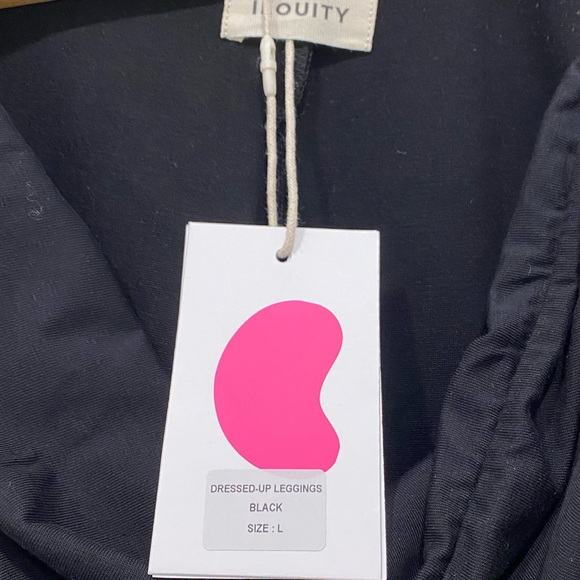 DRESSED-UP LEGGINGS
BLACK
SIZE : L